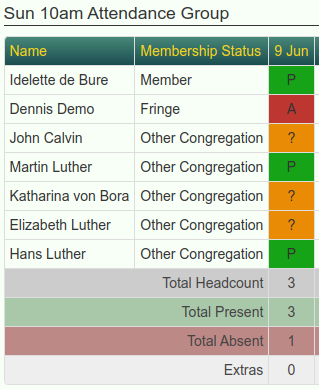 Sun 10am Attendance Group
Name Membership Status 9 Jun
Idelette de Bure Member P
Dennis Demo Fringe A
John Calvin Other Congregation ?
Martin Luther Other Congregation P
Katharina von Bora Other Congregation ?
Elizabeth Luther Other Congregation ?
Hans Luther Other Congregation P
Total Headcount 3
Total Present 3
Total Absent 1
Extras 0